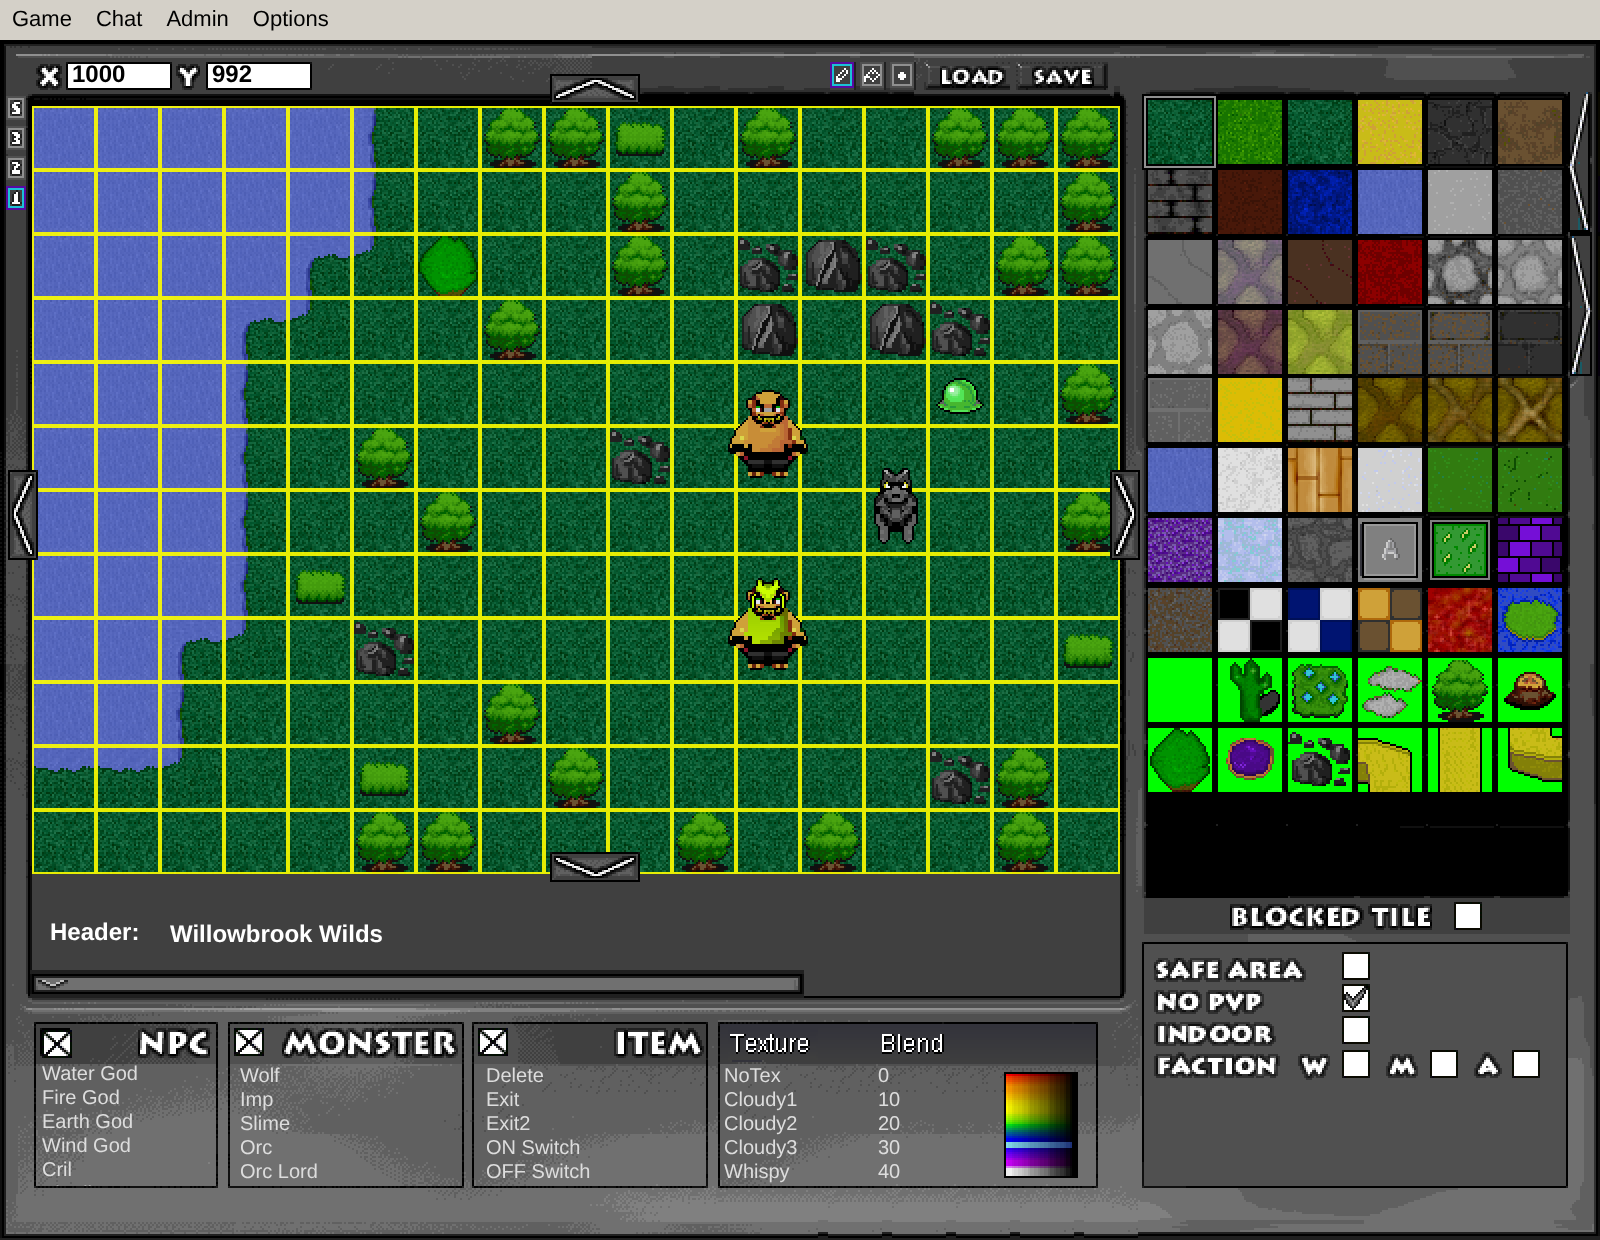 Game Chat Admin Options
X 1000 Y 992
LOAD SAVE
5
3
2
1
A
Header: Willowbrook Wilds
BLOCKED TILE
SAFE AREA
NO PVP
INDOOR
FACTION W M A
NPC
Water God
Fire God
Earth God
Wind God
Cril
MONSTER
Wolf
Imp
Slime
Orc
Orc Lord
ITEM
Delete
Exit
Exit2
ON Switch
OFF Switch
Texture Blend
NoTex 0
Cloudy1 10
Cloudy2 20
Cloudy3 30
Whispy 40